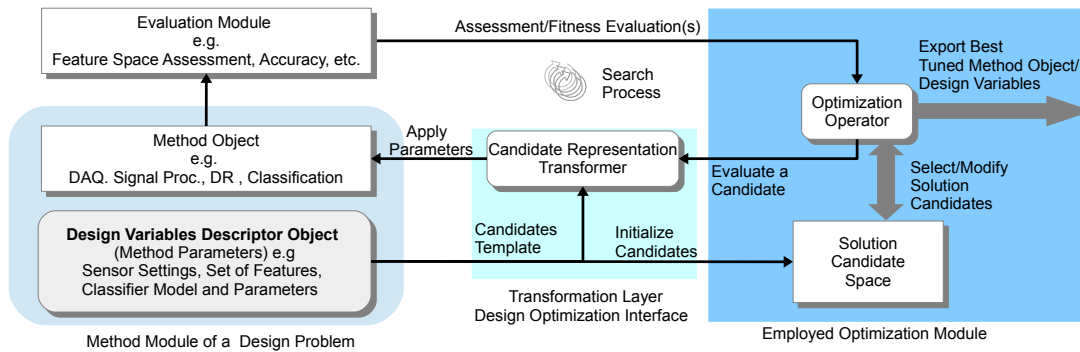 Evaluation Module
e.g.
Feature Space Assessment, Accuracy, etc.
Assessment/Fitness Evaluation(s)
Search
Process
Export Best
Tuned Method Object/
Design Variables
Optimization
Operator
Method Object
e.g.
DAQ. Signal Proc., DR , Classification
Apply
Parameters
Candidate Representation
Transformer
Evaluate a
Candidate
Select/Modify
Solution
Candidates
Design Variables Descriptor Object
(Method Parameters) e.g
Sensor Settings, Set of Features,
Classifier Model and Parameters
Candidates
Template
Initialize
Candidates
Solution
Candidate
Space
Transformation Layer
Design Optimization Interface
Method Module of a Design Problem
Employed Optimization Module